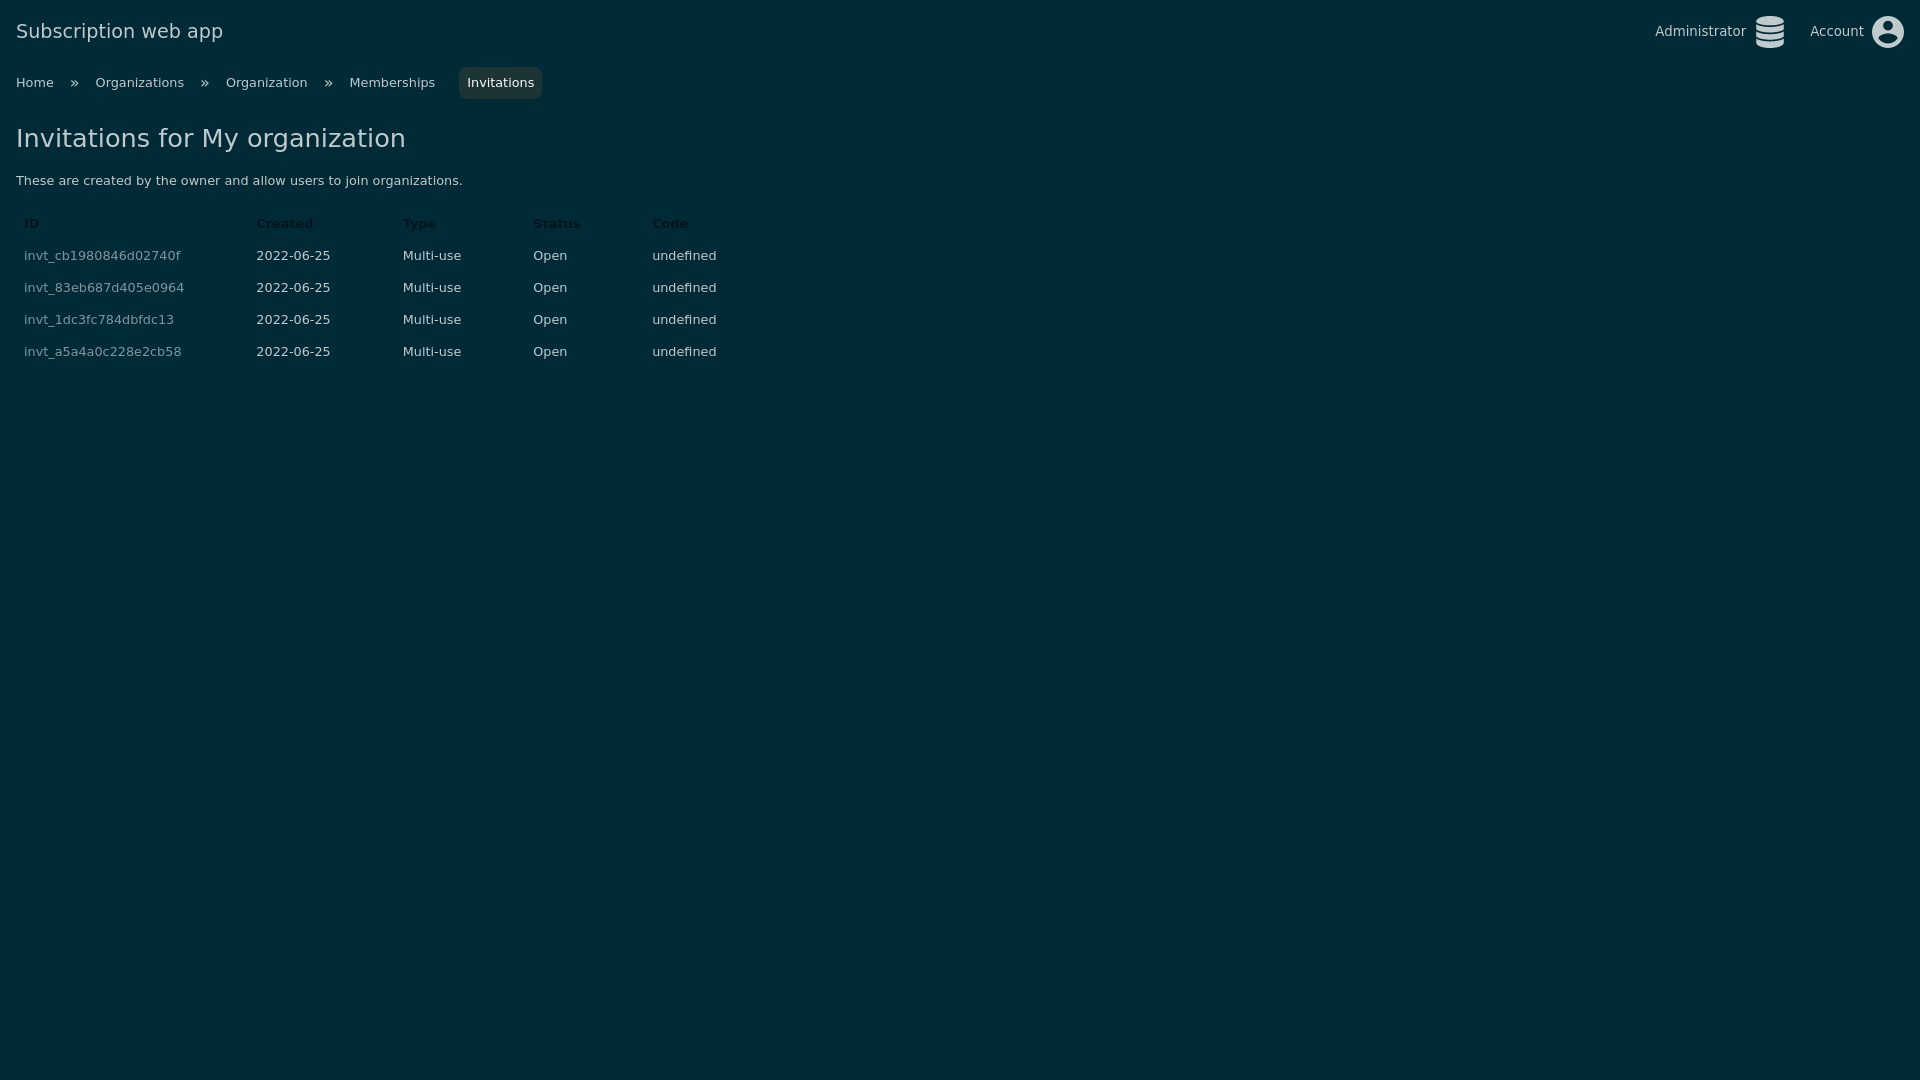 Subscription web app
Administrator
Account
Home » Organizations » Organization » Memberships Invitations
Invitations for My organization
These are created by the owner and allow users to join organizations.
ID Created Type Status Code
invt_cb1980846d02740f 2022-06-25 Multi-use Open undefined
invt_83eb687d405e0964 2022-06-25 Multi-use Open undefined
invt_1dc3fc784dbfdc13 2022-06-25 Multi-use Open undefined
invt_a5a4a0c228e2cb58 2022-06-25 Multi-use Open undefined